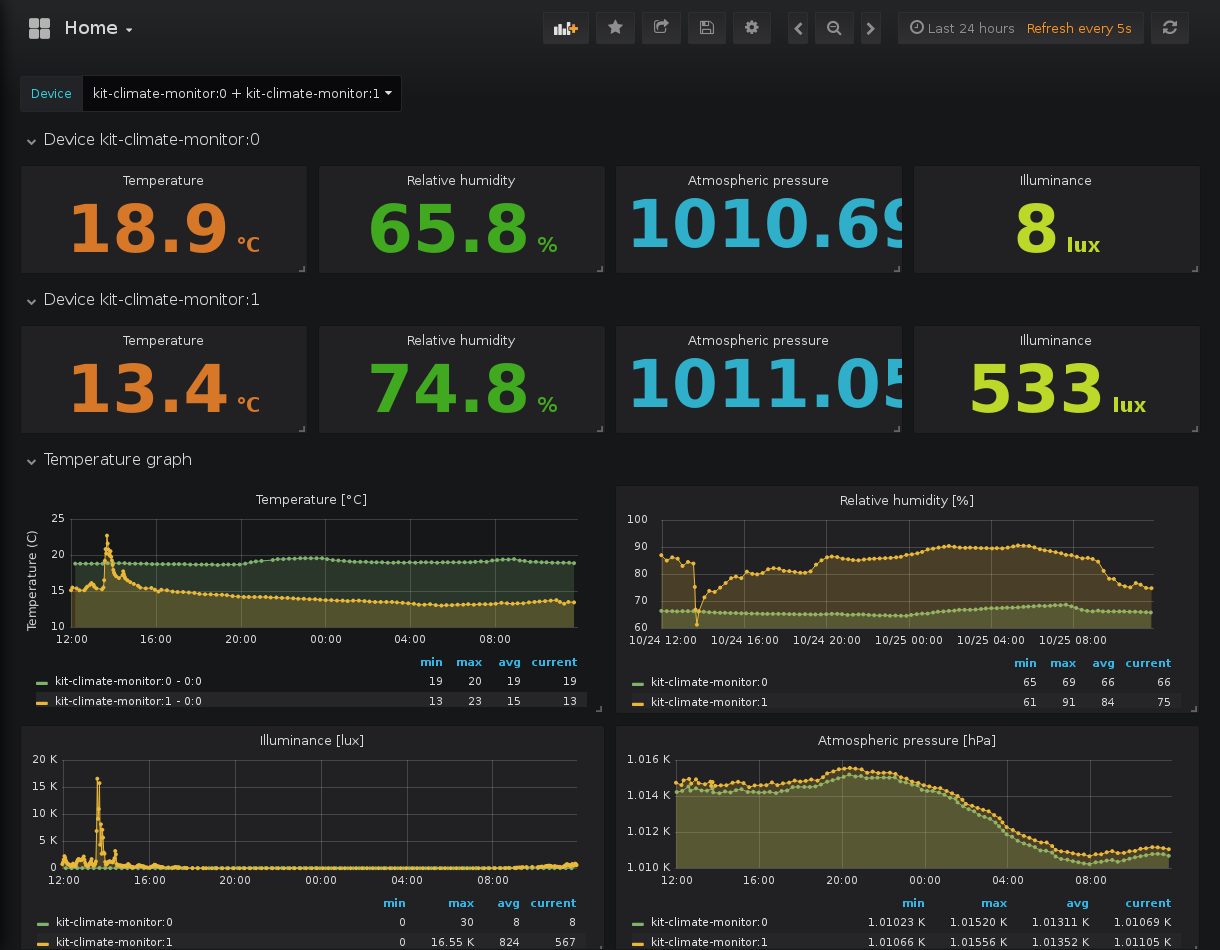 Home
Last 24 hours Refresh every 5s
Device kit-climate-monitor:0 + kit-climate-monitor:1
Device kit-climate-monitor:0
Temperature Relative humidity Atmospheric pressure Illuminance
18.9 °C 65.8 % 1010.69 8 lux
Device kit-climate-monitor:1
Temperature Relative humidity Atmospheric pressure Illuminance
13.4 °C 74.8 % 1011.05 533 lux
Temperature graph
Temperature [°C]
Temperature (C)
25
20
15
10
12:00 16:00 20:00 00:00 04:00 08:00
min max avg current
kit-climate-monitor:0 - 0:0 19 20 19 19
kit-climate-monitor:1 - 0:0 13 23 15 13
Relative humidity [%]
100
90
80
70
60
10/24 12:00 10/24 16:00 10/24 20:00 10/25 00:00 10/25 04:00 10/25 08:00
min max avg current
kit-climate-monitor:0 65 69 66 66
kit-climate-monitor:1 61 91 84 75
Illuminance [lux]
20 K
15 K
10 K
5 K
0
12:00 16:00 20:00 00:00 04:00 08:00
min max avg current
kit-climate-monitor:0 0 30 8 8
kit-climate-monitor:1 0 16.55 K 824 567
Atmospheric pressure [hPa]
1.016 K
1.014 K
1.012 K
1.010 K
12:00 16:00 20:00 00:00 04:00 08:00
min max avg current
kit-climate-monitor:0 1.01023 K 1.01520 K 1.01311 K 1.01069 K
kit-climate-monitor:1 1.01066 K 1.01556 K 1.01352 K 1.01105 K